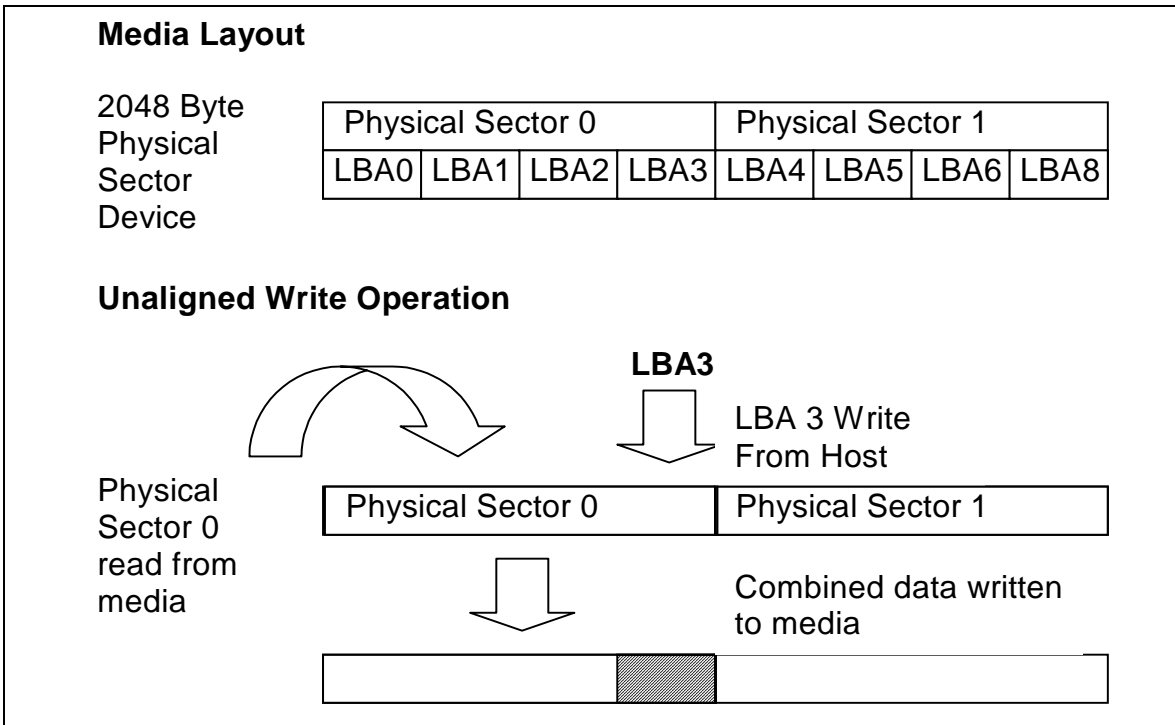 Media Layout
2048 Byte
Physical
Sector
Device
Physical Sector 0 Physical Sector 1
LBA0 LBA1 LBA2 LBA3 LBA4 LBA5 LBA6 LBA8
Unaligned Write Operation
LBA3
LBA 3 Write
From Host
Physical
Sector 0
read from
media
Physical Sector 0 Physical Sector 1
Combined data written
to media